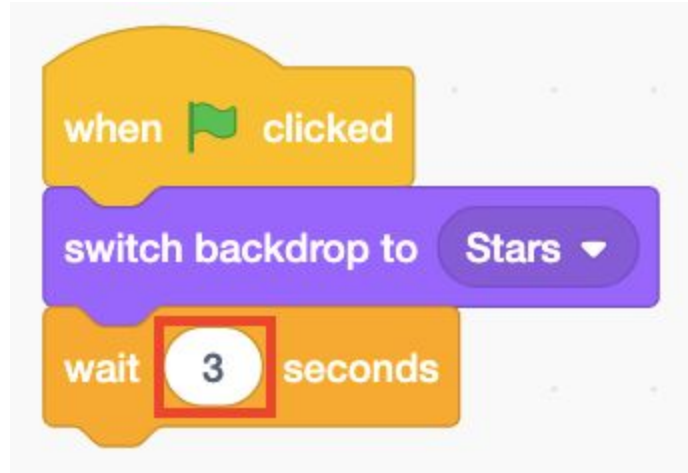 when clicked
switch backdrop to Stars
wait 3 seconds